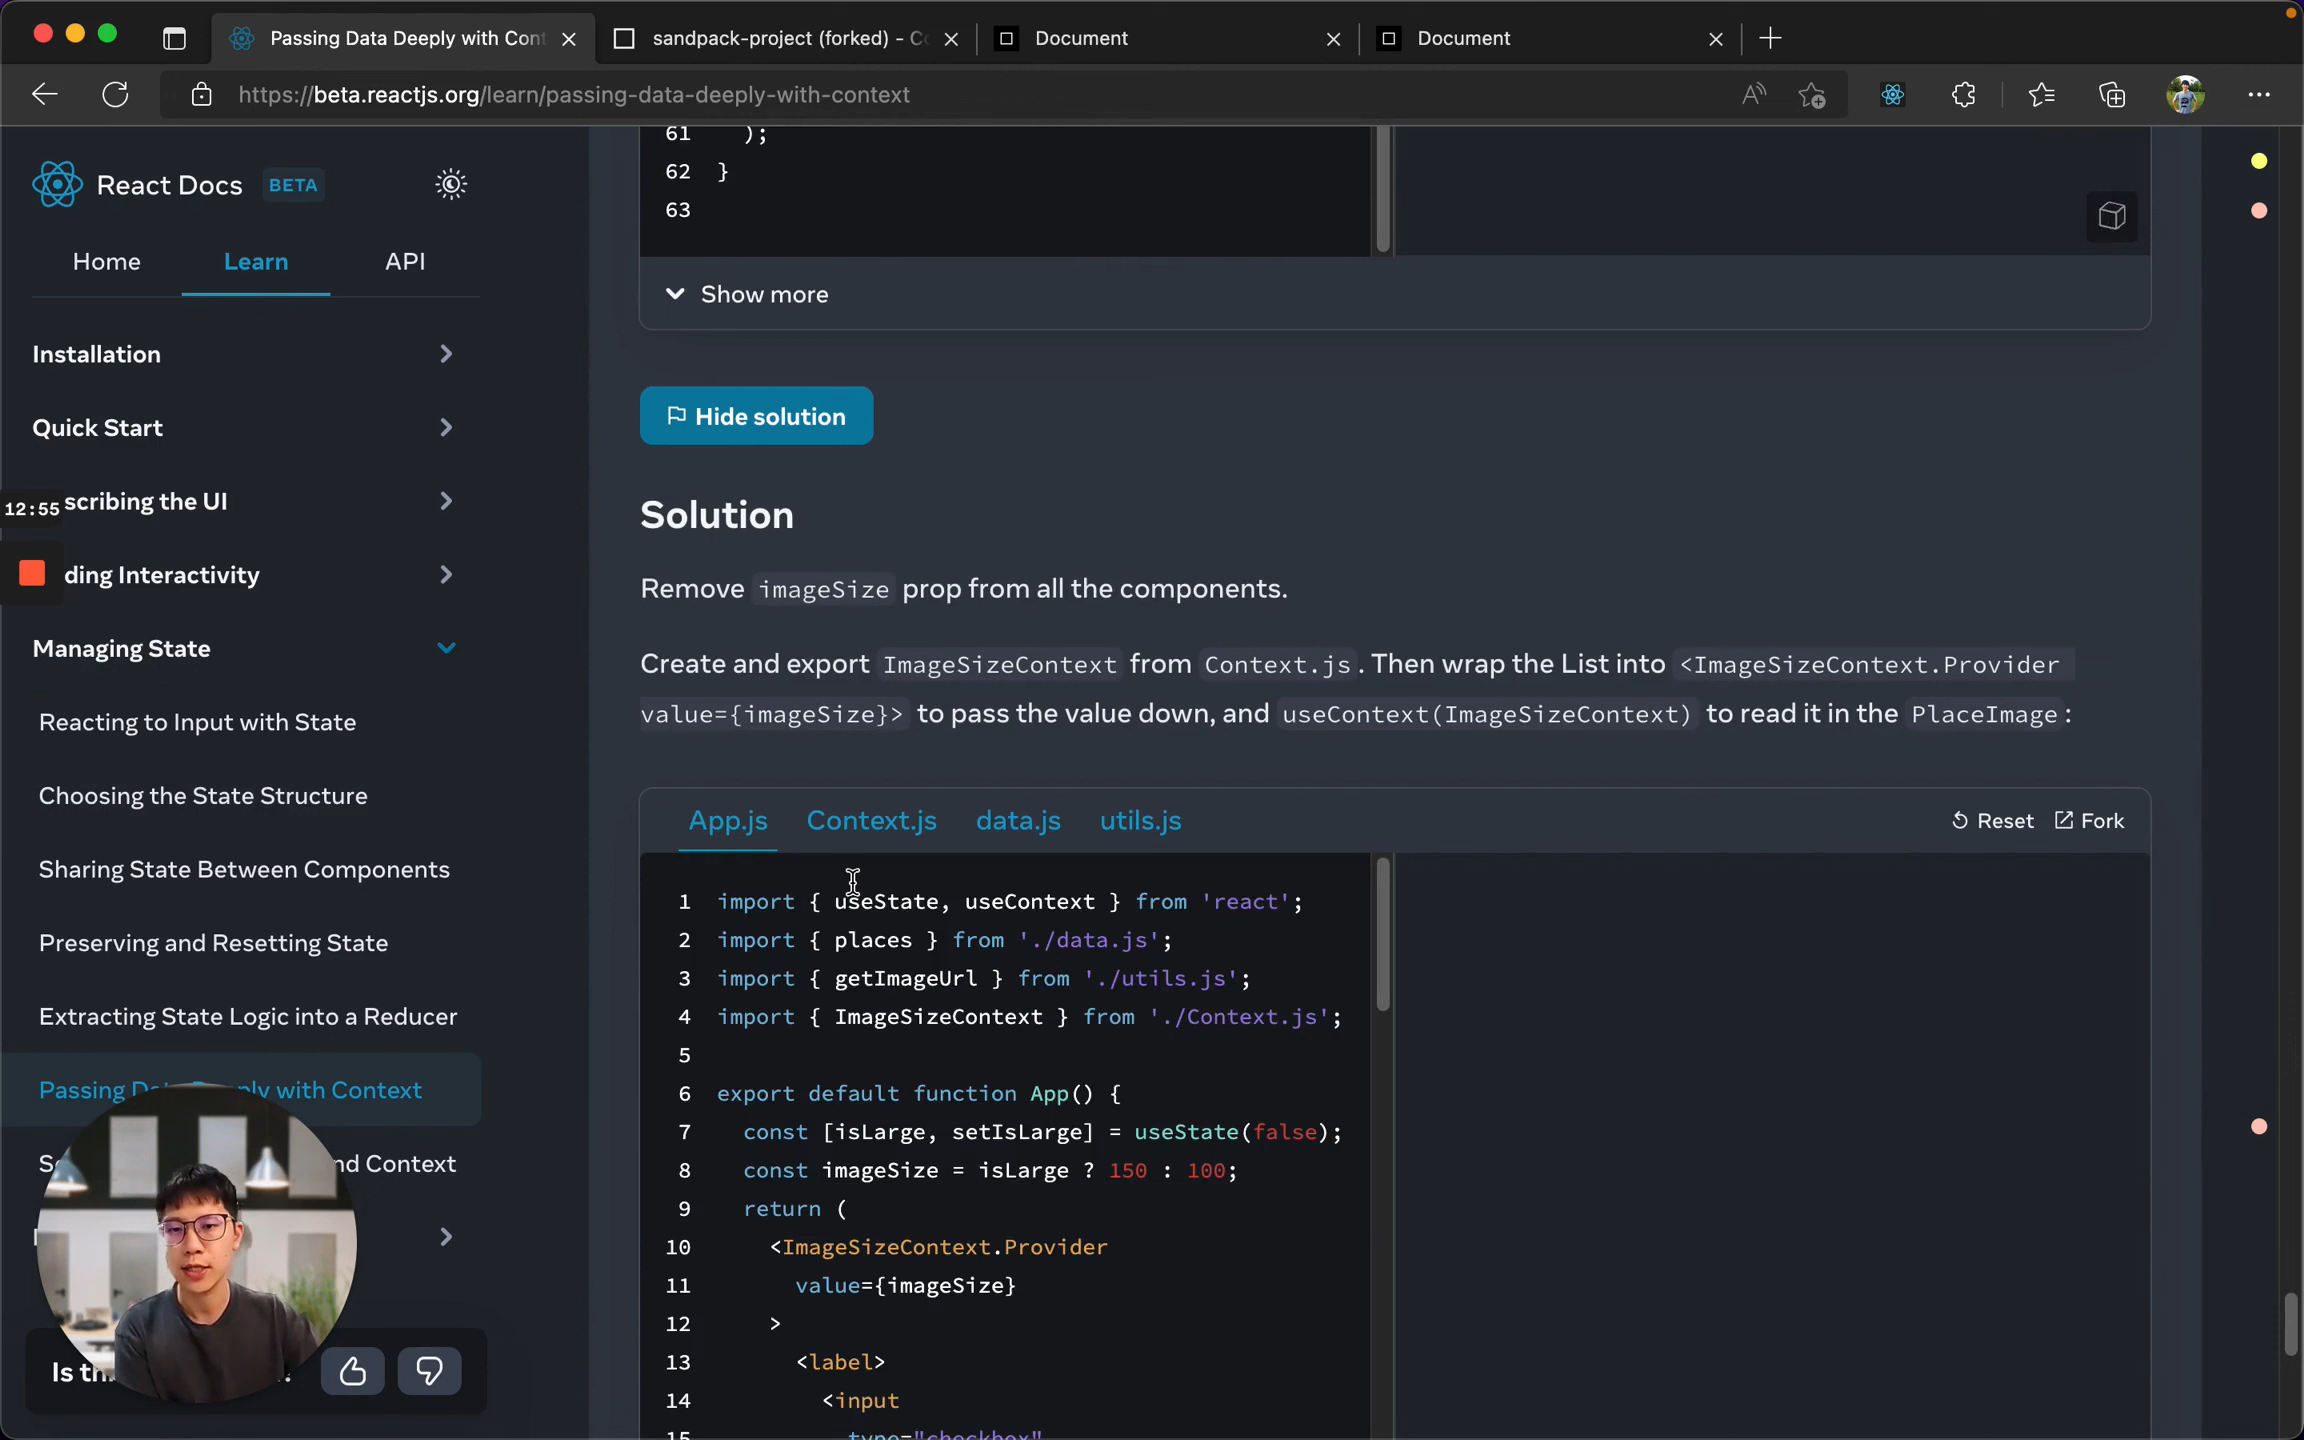 Passing Data Deeply with Cont
sandpack-project (forked) - Co
Document
Document
https://beta.reactjs.org/learn/passing-data-deeply-with-context
React Docs
BETA
Home
Learn
API
Installation
Quick Start
scribing the UI
12:55
ding Interactivity
Managing State
Reacting to Input with State
Choosing the State Structure
Sharing State Between Components
Preserving and Resetting State
Extracting State Logic into a Reducer
Passing D
ply with Context
nd Context
Is th
61 );
62 }
63
Show more
Hide solution
Solution
Remove imageSize prop from all the components.
Create and export ImageSizeContext from Context.js. Then wrap the List into <ImageSizeContext.Provider
value={imageSize}> to pass the value down, and useContext(ImageSizeContext) to read it in the PlaceImage:
App.js
Context.js
data.js
utils.js
Reset
Fork
1 import { useState, useContext } from 'react';
2 import { places } from './data.js';
3 import { getImageUrl } from './utils.js';
4 import { ImageSizeContext } from './Context.js';
5
6 export default function App() {
7 const [isLarge, setIsLarge] = useState(false);
8 const imageSize = isLarge ? 150 : 100;
9 return (
10 <ImageSizeContext.Provider
11 value={imageSize}
12 >
13 <label>
14 <input
15 type="checkbox"